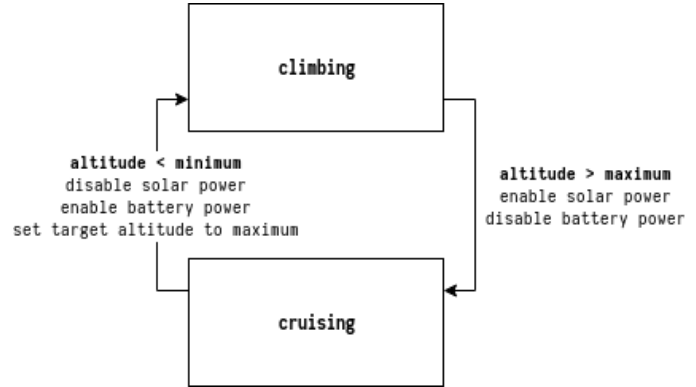 climbing
altitude < minimum
disable solar power
enable battery power
set target altitude to maximum
altitude > maximum
enable solar power
disable battery power
cruising